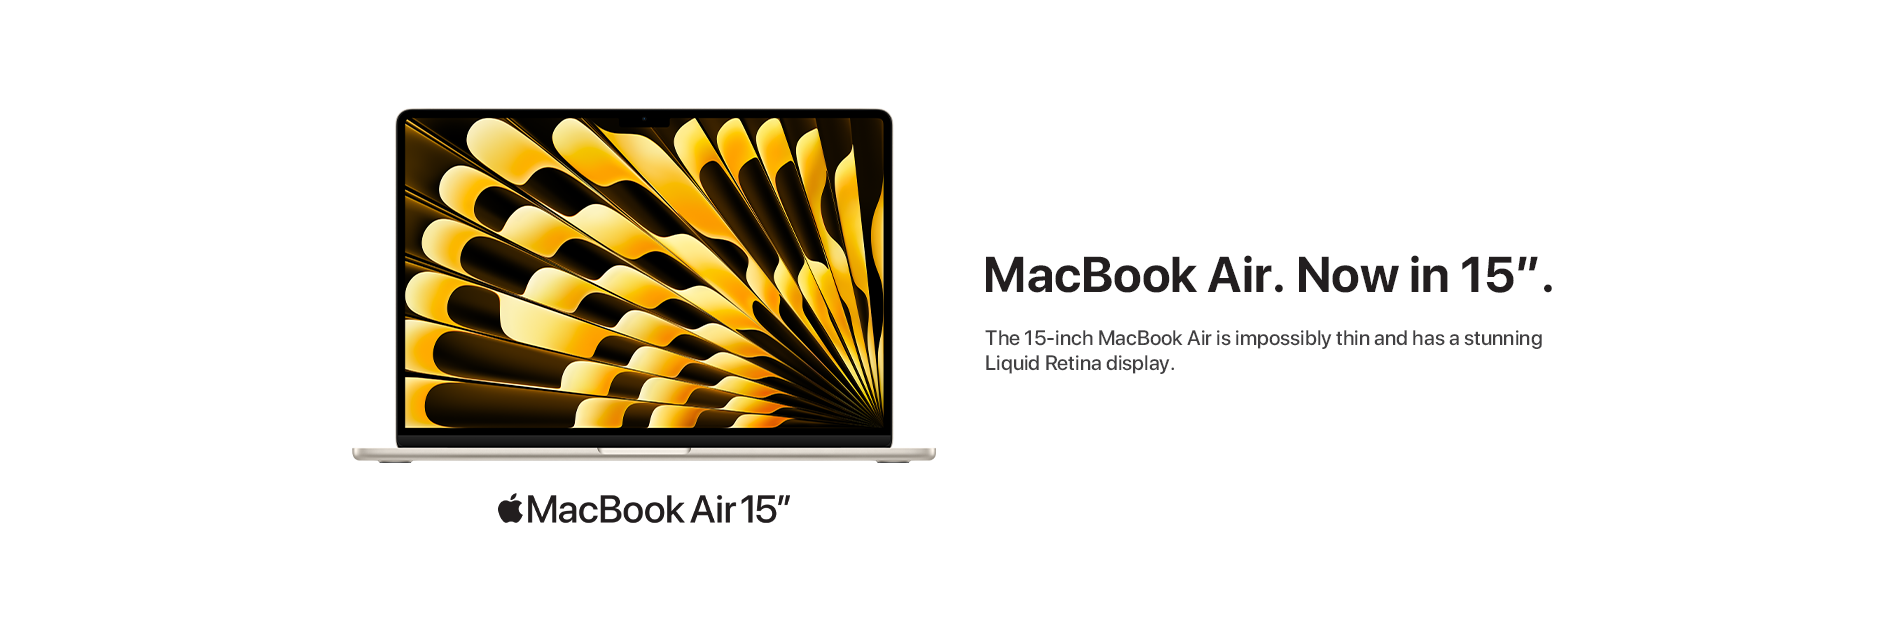 MacBook Air 15″
MacBook Air. Now in 15″.
The 15-inch MacBook Air is impossibly thin and has a stunning
Liquid Retina display.